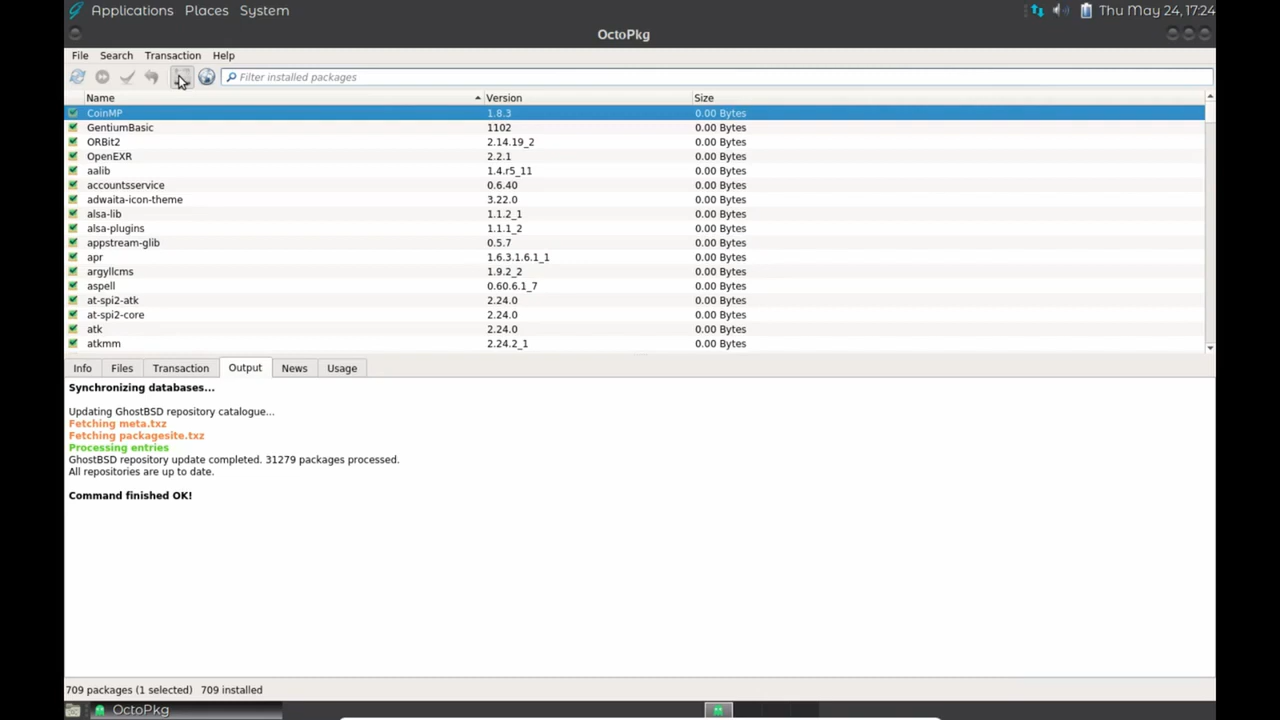 Applications Places System Thu May 24, 17:24
OctoPkg
File Search Transaction Help
Filter installed packages
Name Version Size
CoinMP 1.8.3 0.00 Bytes
GentiumBasic 1102 0.00 Bytes
ORBit2 2.14.19_2 0.00 Bytes
OpenEXR 2.2.1 0.00 Bytes
aalib 1.4.r5_11 0.00 Bytes
accountsservice 0.6.40 0.00 Bytes
adwaita-icon-theme 3.22.0 0.00 Bytes
alsa-lib 1.1.2_1 0.00 Bytes
alsa-plugins 1.1.1_2 0.00 Bytes
appstream-glib 0.5.7 0.00 Bytes
apr 1.6.3.1.6.1_1 0.00 Bytes
argyllcms 1.9.2_2 0.00 Bytes
aspell 0.60.6.1_7 0.00 Bytes
at-spi2-atk 2.24.0 0.00 Bytes
at-spi2-core 2.24.0 0.00 Bytes
atk 2.24.0 0.00 Bytes
atkmm 2.24.2_1 0.00 Bytes
Info Files Transaction Output News Usage
Synchronizing databases...
Updating GhostBSD repository catalogue...
Fetching meta.txz
Fetching packagesite.txz
Processing entries
GhostBSD repository update completed. 31279 packages processed.
All repositories are up to date.
Command finished OK!
709 packages (1 selected) 709 installed
OctoPkg